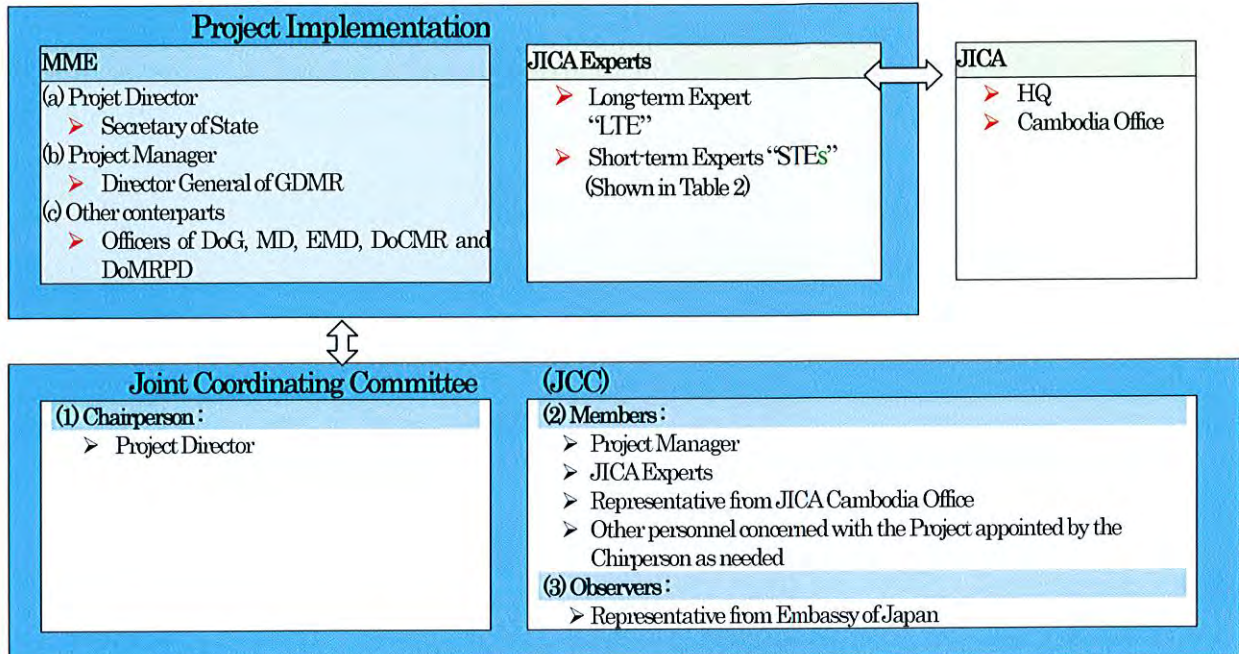 Project Implementation
MME
(a) Projet Director
➢ Secretary of State
(b) Project Manager
➢ Director General of GDMR
(c) Other conterparts
➢ Officers of DoG, MD, EMD, DoCMR and
DoMRPD
JICA Experts
➢ Long-term Expert
“LTE”
➢ Short-term Experts “STEs”
(Shown in Table 2)
JICA
➢ HQ
➢ Cambodia Office
Joint Coordinating Committee (JCC)
(1) Chairperson :
➢ Project Director
(2) Members :
➢ Project Manager
➢ JICA Experts
➢ Representative from JICA Cambodia Office
➢ Other personnel concerned with the Project appointed by the
Chirperson as needed
(3) Observers :
➢ Representative from Embassy of Japan